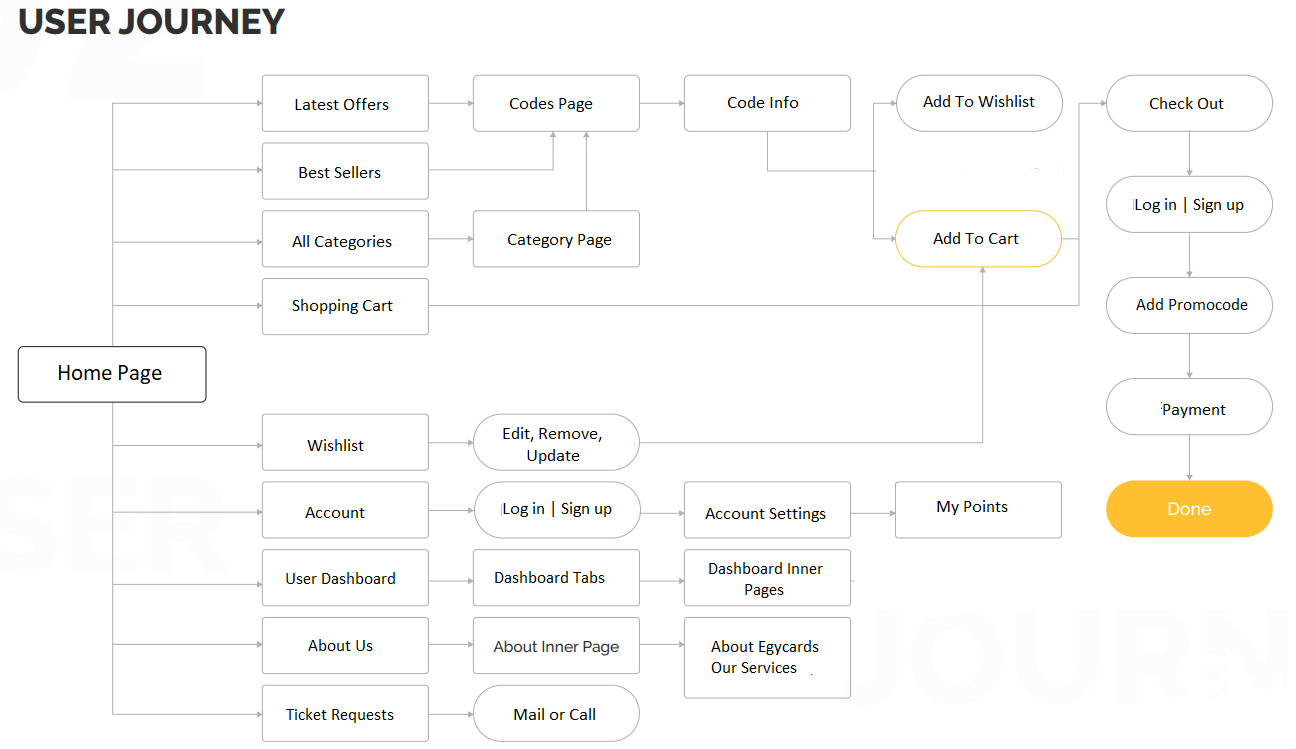 USER JOURNEY
02
Latest Offers
Codes Page
Code Info
Add To Wishlist
Check Out
Best Sellers
Log in | Sign up
All Categories
Category Page
Add To Cart
Shopping Cart
Add Promocode
Home Page
Payment
Wishlist
Edit, Remove,
Update
Account
Log in | Sign up
Account Settings
My Points
Done
User Dashboard
Dashboard Tabs
Dashboard Inner
Pages
About Us
About Inner Page
About Egycards
Our Services
Ticket Requests
Mail or Call
USER
JOURN